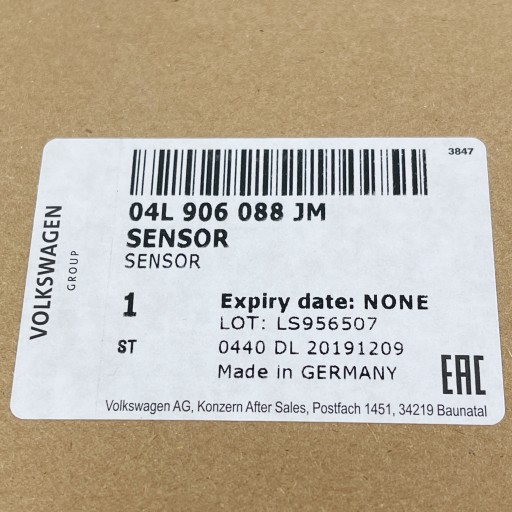 3847
04L 906 088 JM
SENSOR
SENSOR
VOLKSWAGEN
GROUP
1
Expiry date: NONE
LOT: LS956507
ST
0440 DL 20191209
Made in GERMANY
EAC
Volkswagen AG, Konzern After Sales, Postfach 1451, 34219 Baunatal